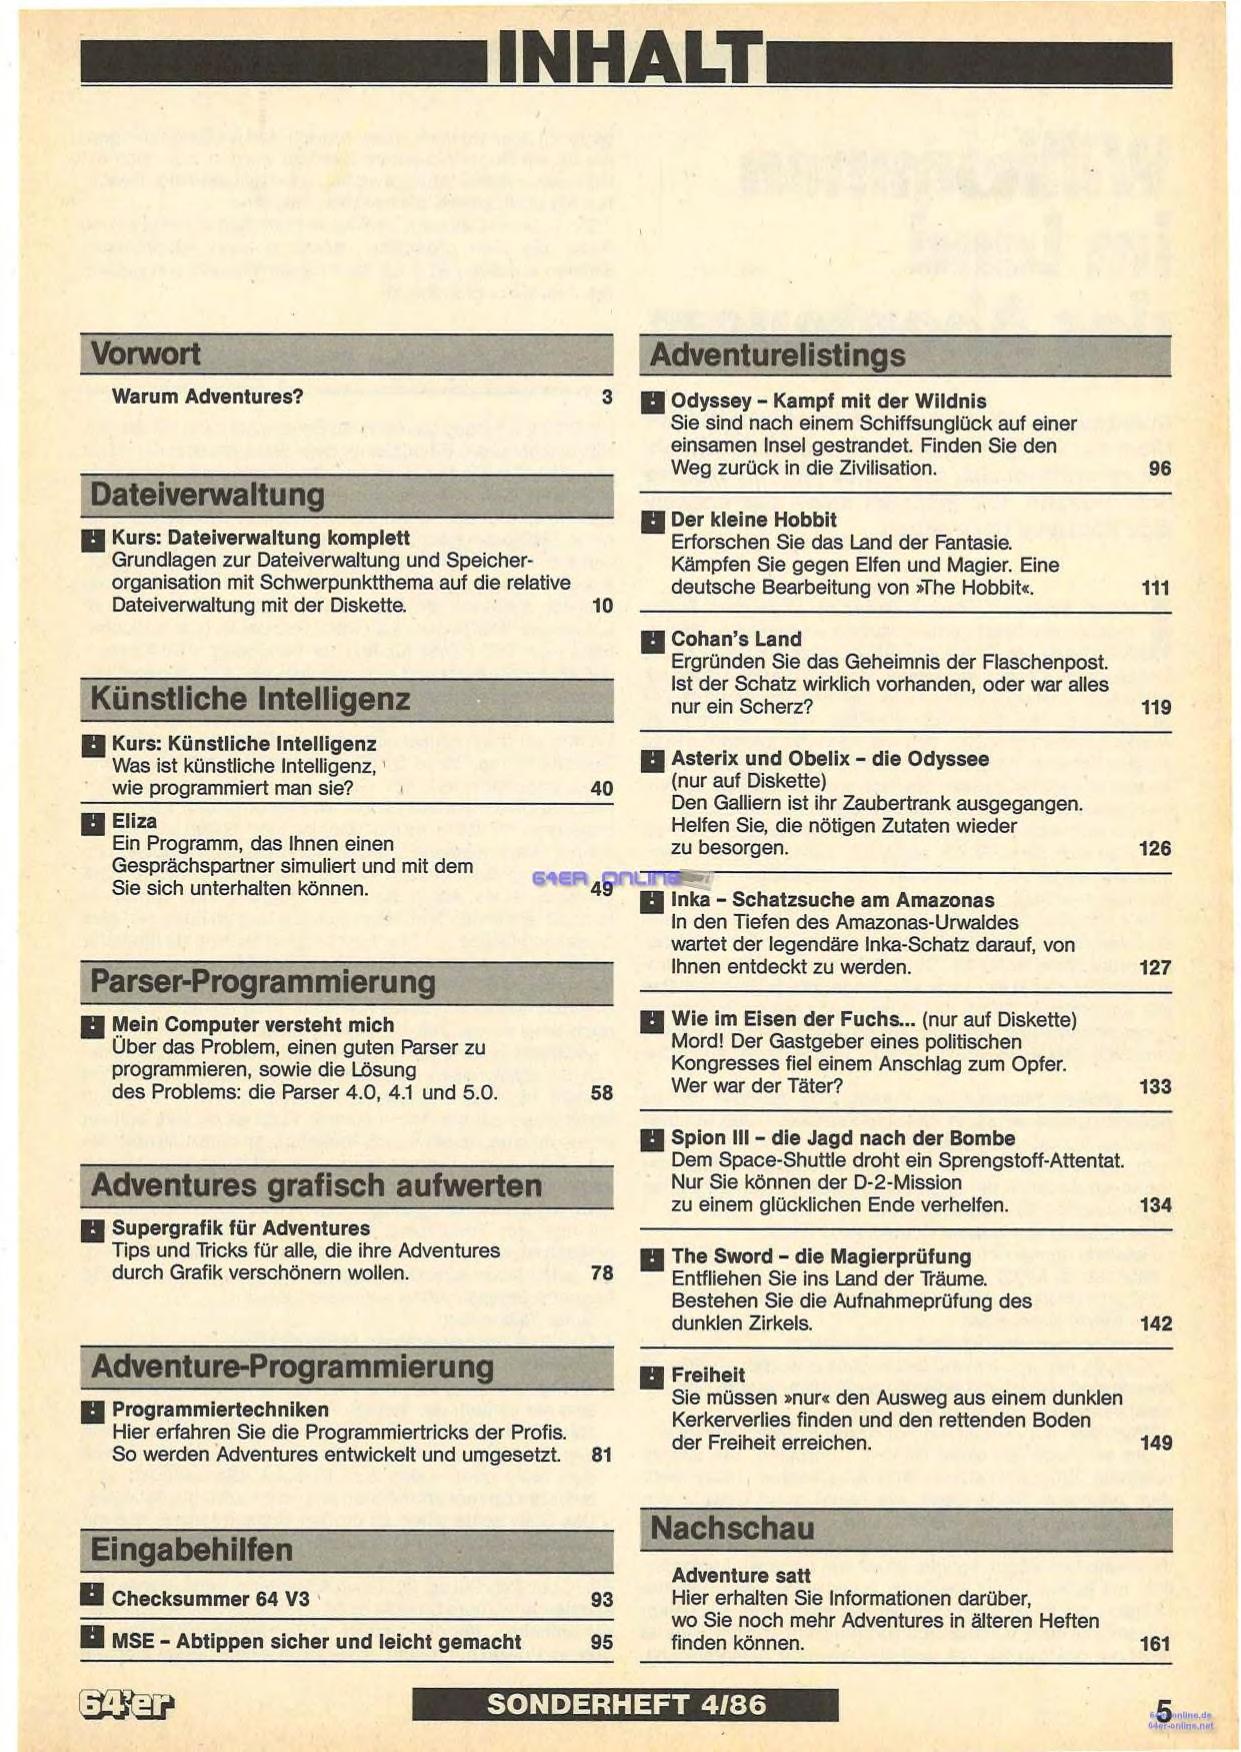 INHALT
Vorwort
Warum Adventures? 3
Dateiverwaltung
Kurs: Dateiverwaltung komplett
Grundlagen zur Dateiverwaltung und Speicher-
organisation mit Schwerpunktthema auf die relative
Dateiverwaltung mit der Diskette. 10
Künstliche Intelligenz
Kurs: Künstliche Intelligenz
Was ist künstliche Intelligenz,
wie programmiert man sie? 40
Eliza
Ein Programm, das Ihnen einen
Gesprächspartner simuliert und mit dem
Sie sich unterhalten können. 49
Parser-Programmierung
Mein Computer versteht mich
Über das Problem, einen guten Parser zu
programmieren, sowie die Lösung
des Problems: die Parser 4.0, 4.1 und 5.0. 58
Adventures grafisch aufwerten
Supergrafik für Adventures
Tips und Tricks für alle, die ihre Adventures
durch Grafik verschönern wollen. 78
Adventure-Programmierung
Programmiertechniken
Hier erfahren Sie die Programmiertricks der Profis.
So werden Adventures entwickelt und umgesetzt. 81
Eingabehilfen
Checksummer 64 V3 93
MSE – Abtippen sicher und leicht gemacht 95
Adventurelistings
Odyssey – Kampf mit der Wildnis
Sie sind nach einem Schiffsunglück auf einer
einsamen Insel gestrandet. Finden Sie den
Weg zurück in die Zivilisation. 96
Der kleine Hobbit
Erforschen Sie das Land der Fantasie.
Kämpfen Sie gegen Elfen und Magier. Eine
deutsche Bearbeitung von »The Hobbit«. 111
Cohan's Land
Ergründen Sie das Geheimnis der Flaschenpost.
Ist der Schatz wirklich vorhanden, oder war alles
nur ein Scherz? 119
Asterix und Obelix – die Odyssee
(nur auf Diskette)
Den Galliern ist ihr Zaubertrank ausgegangen.
Helfen Sie, die nötigen Zutaten wieder
zu besorgen. 126
64ER ONLINE
Inka – Schatzsuche am Amazonas
In den Tiefen des Amazonas-Urwaldes
wartet der legendäre Inka-Schatz darauf, von
Ihnen entdeckt zu werden. 127
Wie im Eisen der Fuchs... (nur auf Diskette)
Mord! Der Gastgeber eines politischen
Kongresses fiel einem Anschlag zum Opfer.
Wer war der Täter? 133
Spion III – die Jagd nach der Bombe
Dem Space-Shuttle droht ein Sprengstoff-Attentat.
Nur Sie können der D-2-Mission
zu einem glücklichen Ende verhelfen. 134
The Sword – die Magierprüfung
Entfliehen Sie ins Land der Träume.
Bestehen Sie die Aufnahmeprüfung des
dunklen Zirkels. 142
Freiheit
Sie müssen »nur« den Ausweg aus einem dunklen
Kerkerverlies finden und den rettenden Boden
der Freiheit erreichen. 149
Nachschau
Adventure satt
Hier erhalten Sie Informationen darüber,
wo Sie noch mehr Adventures in älteren Heften
finden können. 161
64'er
SONDERHEFT 4/86
5
64er-online.de
64er-online.net